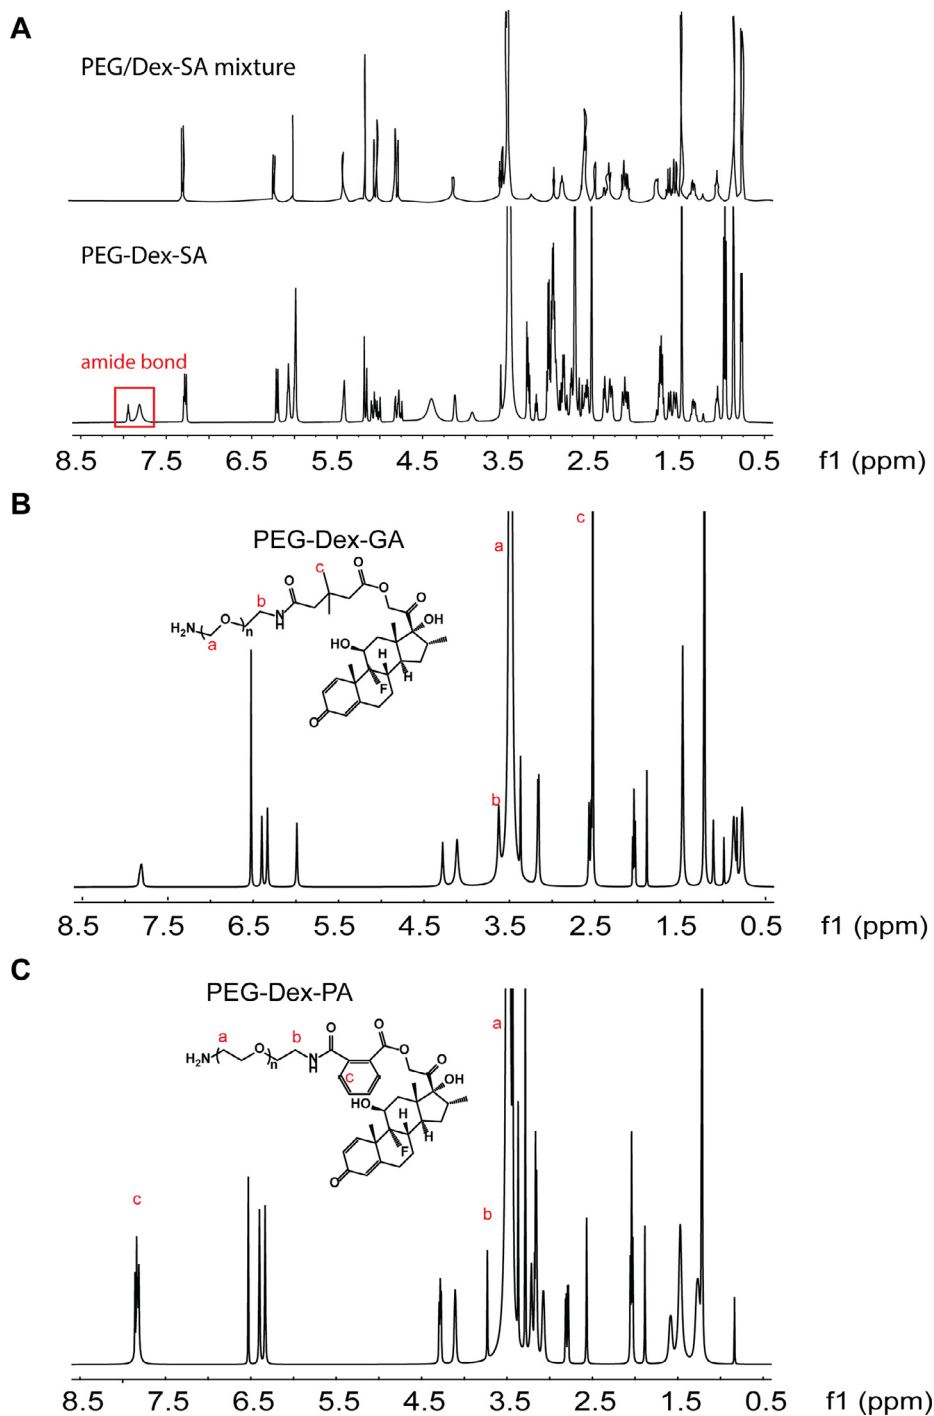 A
PEG/Dex-SA mixture
PEG-Dex-SA
amide bond
8.5 7.5 6.5 5.5 4.5 3.5 2.5 1.5 0.5 f1 (ppm)
B
PEG-Dex-GA
c
a
c
O
O
b
O
O
H₂N
O
n
N
H
OH
a
HO
H
H
F
O
b
8.5 7.5 6.5 5.5 4.5 3.5 2.5 1.5 0.5 f1 (ppm)
C
PEG-Dex-PA
a
a
b
O
O
O
O
H₂N
O
n
N
H
c
OH
HO
H
H
F
O
c
b
8.5 7.5 6.5 5.5 4.5 3.5 2.5 1.5 0.5 f1 (ppm)